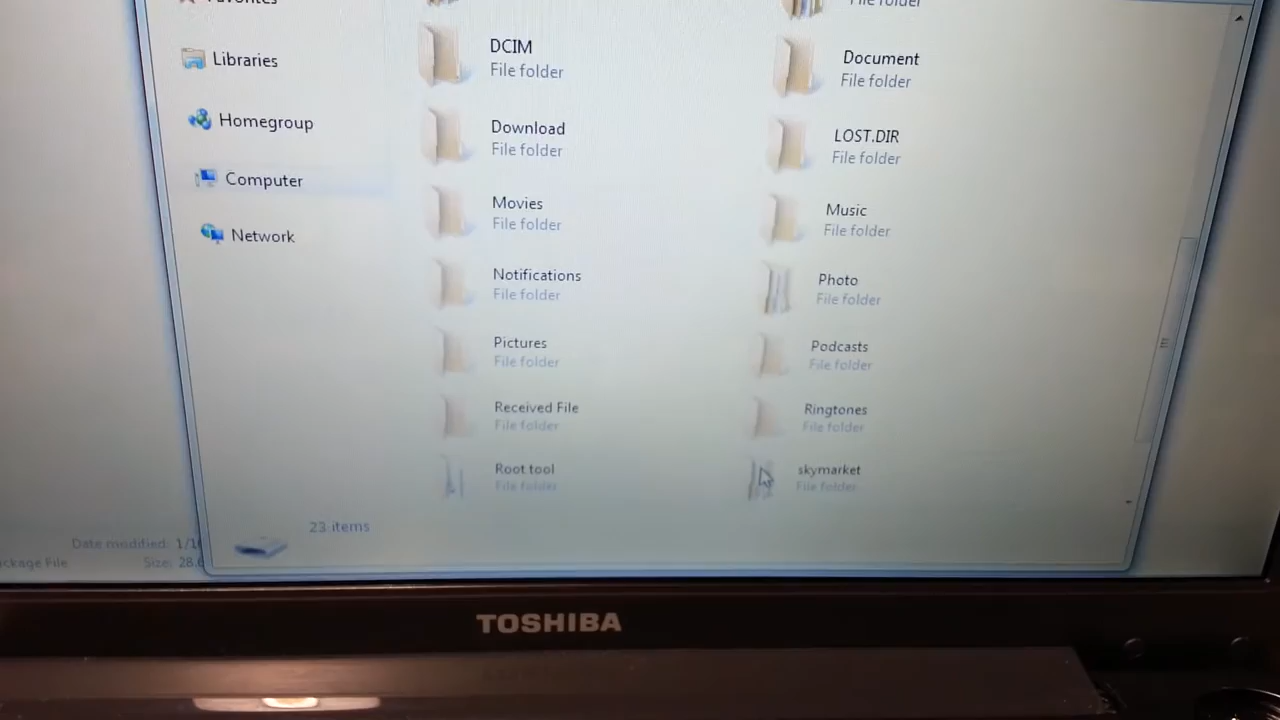 Favorites
File folder
Libraries
Homegroup
Computer
Network
DCIM
File folder
Document
File folder
Download
File folder
LOST.DIR
File folder
Movies
File folder
Music
File folder
Notifications
File folder
Photo
File folder
Pictures
File folder
Podcasts
File folder
Received File
File folder
Ringtones
File folder
Root tool
File folder
skymarket
File folder
23 items
Date modified: 1/1
ckage File
Size: 28.6
TOSHIBA